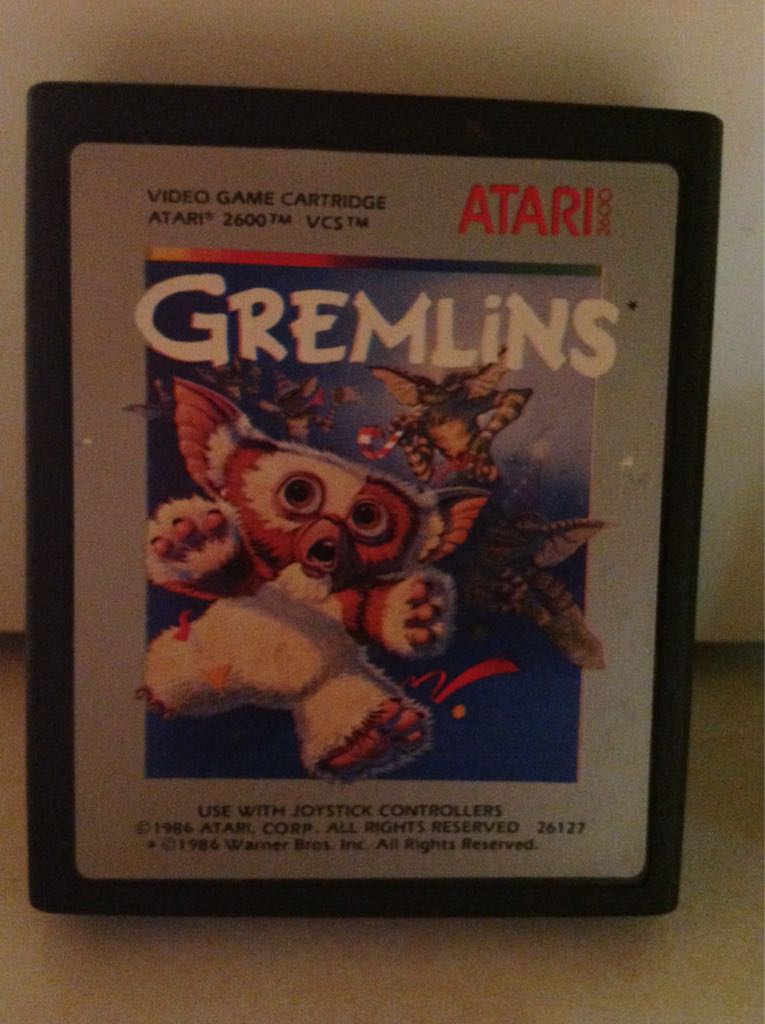 VIDEO GAME CARTRIDGE
ATARI® 2600™ VCS™
ATARI 2600
GREMLiNS*
USE WITH JOYSTICK CONTROLLERS
©1986 ATARI, CORP. ALL RIGHTS RESERVED 26127
* ©1986 Warner Bros. Inc. All Rights Reserved.